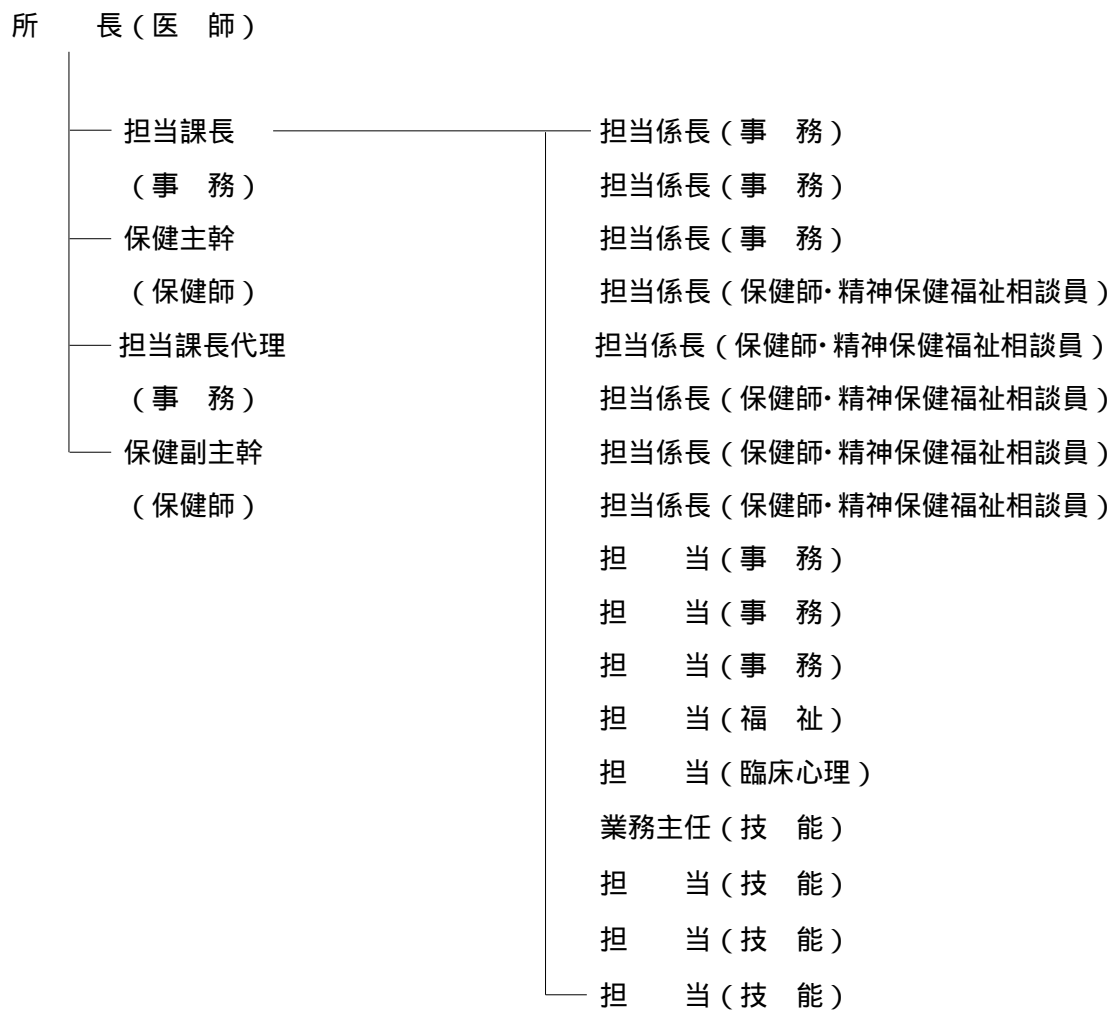 所　　長(医　師)
担当課長　担当係長(事　務)
(事　務)　担当係長(事　務)
保健主幹　担当係長(事　務)
(保健師)　担当係長(保健師・精神保健福祉相談員)
担当課長代理　担当係長(保健師・精神保健福祉相談員)
(事　務)　担当係長(保健師・精神保健福祉相談員)
保健副主幹　担当係長(保健師・精神保健福祉相談員)
(保健師)　担当係長(保健師・精神保健福祉相談員)
担　　当(事　務)
担　　当(事　務)
担　　当(事　務)
担　　当(福　祉)
担　　当(臨床心理)
業務主任(技　能)
担　　当(技　能)
担　　当(技　能)
担　　当(技　能)